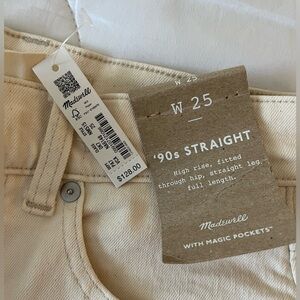 Madewell
$128.00
W 25
'90s STRAIGHT
High rise, fitted
through hip, straight leg,
full length.
Madewell
WITH MAGIC POCKETS™